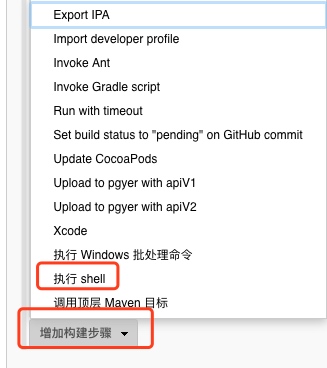 Export IPA
Import developer profile
Invoke Ant
Invoke Gradle script
Run with timeout
Set build status to "pending" on GitHub commit
Update CocoaPods
Upload to pgyer with apiV1
Upload to pgyer with apiV2
Xcode
执行 Windows 批处理命令
执行 shell
调用顶层 Maven 目标
增加构建步骤